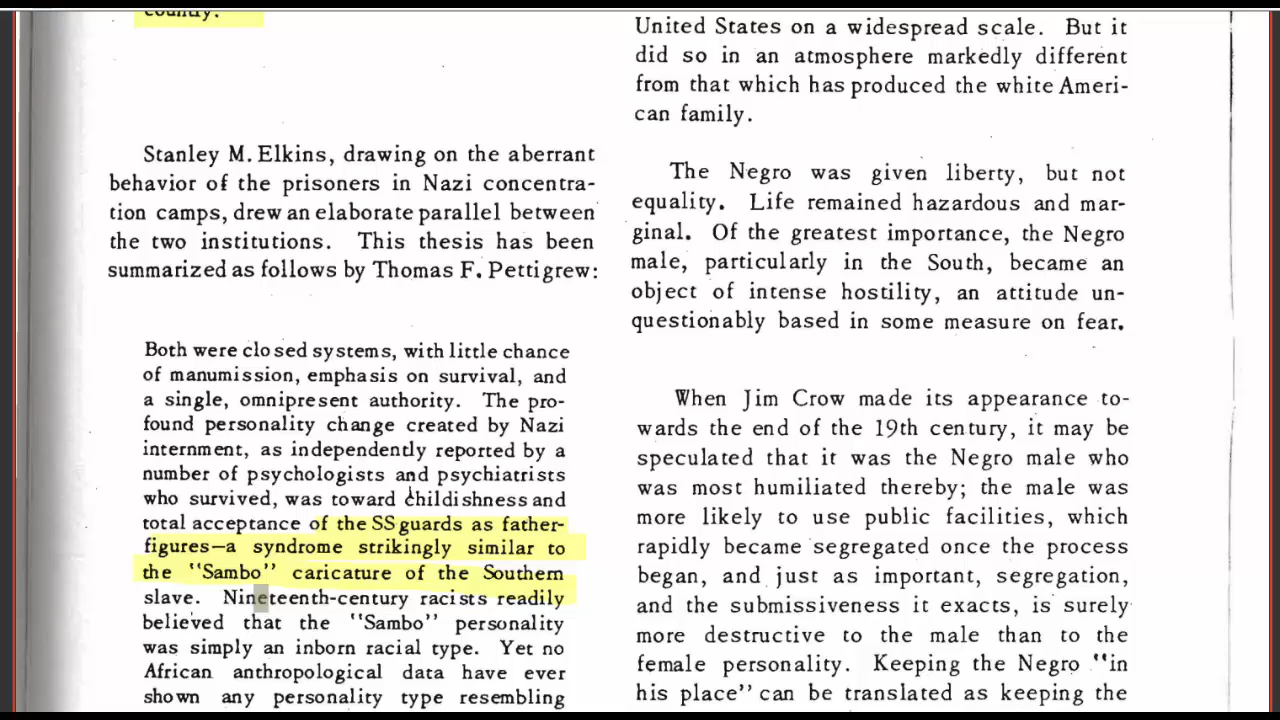 country.
Stanley M. Elkins, drawing on the aberrant
behavior of the prisoners in Nazi concentra-
tion camps, drew an elaborate parallel between
the two institutions. This thesis has been
summarized as follows by Thomas F. Pettigrew:
Both were closed systems, with little chance
of manumission, emphasis on survival, and
a single, omnipresent authority. The pro-
found personality change created by Nazi
internment, as independently reported by a
number of psychologists and psychiatrists
who survived, was toward childishness and
total acceptance of the SS guards as father-
figures—a syndrome strikingly similar to
the "Sambo" caricature of the Southern
slave. Nineteenth-century racists readily
believed that the "Sambo" personality
was simply an inborn racial type. Yet no
African anthropological data have ever
shown any personality type resembling
United States on a widespread scale. But it
did so in an atmosphere markedly different
from that which has produced the white Ameri-
can family.
The Negro was given liberty, but not
equality. Life remained hazardous and mar-
ginal. Of the greatest importance, the Negro
male, particularly in the South, became an
object of intense hostility, an attitude un-
questionably based in some measure on fear.
When Jim Crow made its appearance to-
wards the end of the 19th century, it may be
speculated that it was the Negro male who
was most humiliated thereby; the male was
more likely to use public facilities, which
rapidly became segregated once the process
began, and just as important, segregation,
and the submissiveness it exacts, is surely
more destructive to the male than to the
female personality. Keeping the Negro "in
his place" can be translated as keeping the